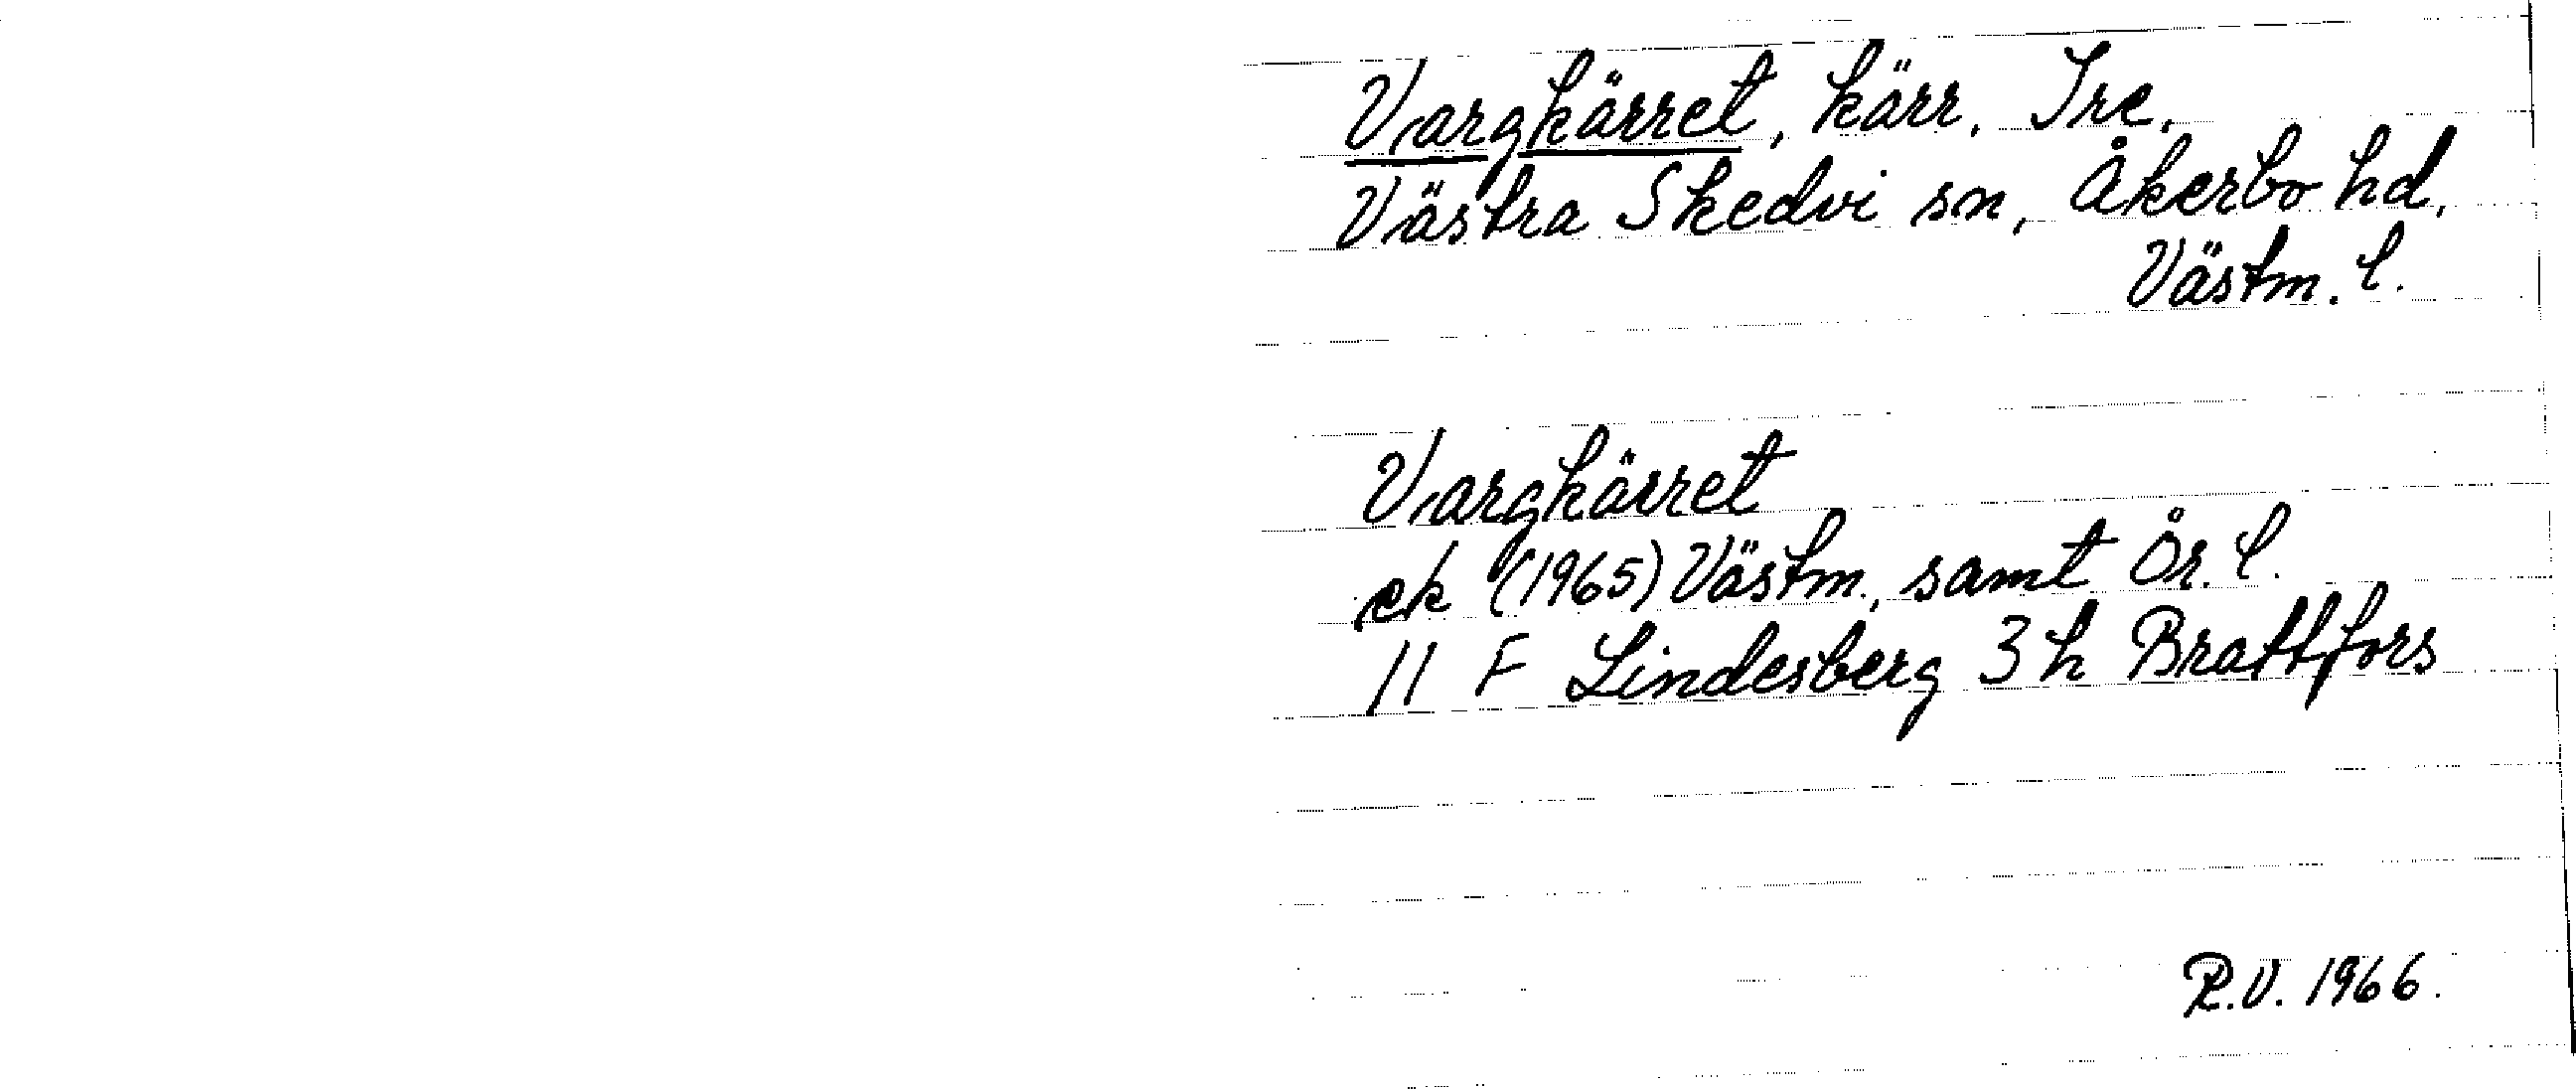 Vargkärret, kärr, Tre,
Västra Skedvi sn, Åkerbo hd,
Västm. l.
Vargkärret
ek (1965) Västm., samt Ör. l.
11 F Lindesberg 3 h Brattfors
R.V. 1966.